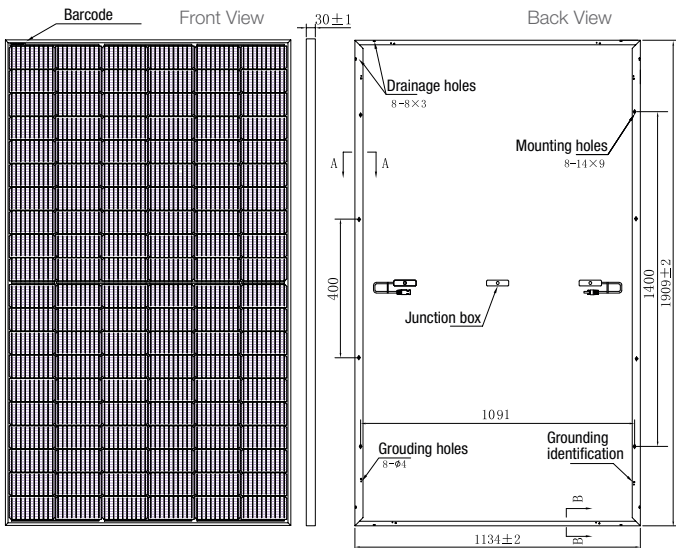 Barcode
Front View
30±1
Back View
Drainage holes
8-8×3
Mounting holes
8-14×9
A
A
400
1400
1909±2
Junction box
1091
Grouding holes
8-φ4
Grounding
identification
B
B
1134±2